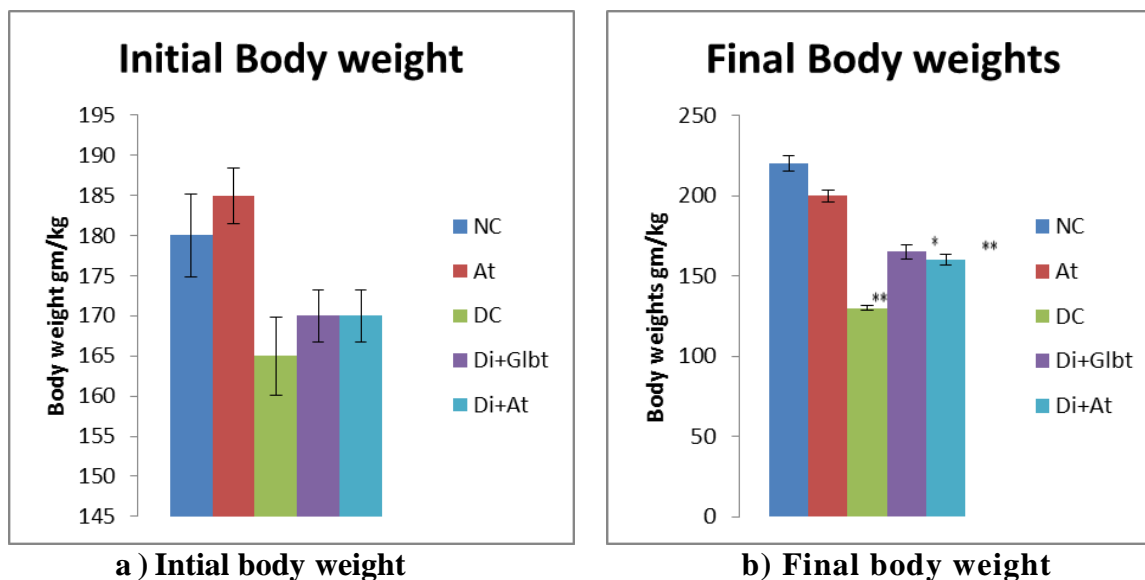 Initial Body weight
195
190
185
180
175
170
165
160
155
150
145
Body weight gm/kg
NC
At
DC
Di+Glbt
Di+At
a ) Intial body weight
Final Body weights
250
200
150
100
50
0
Body weights gm/kg
**
*
**
NC
At
DC
Di+Glbt
Di+At
b) Final body weight